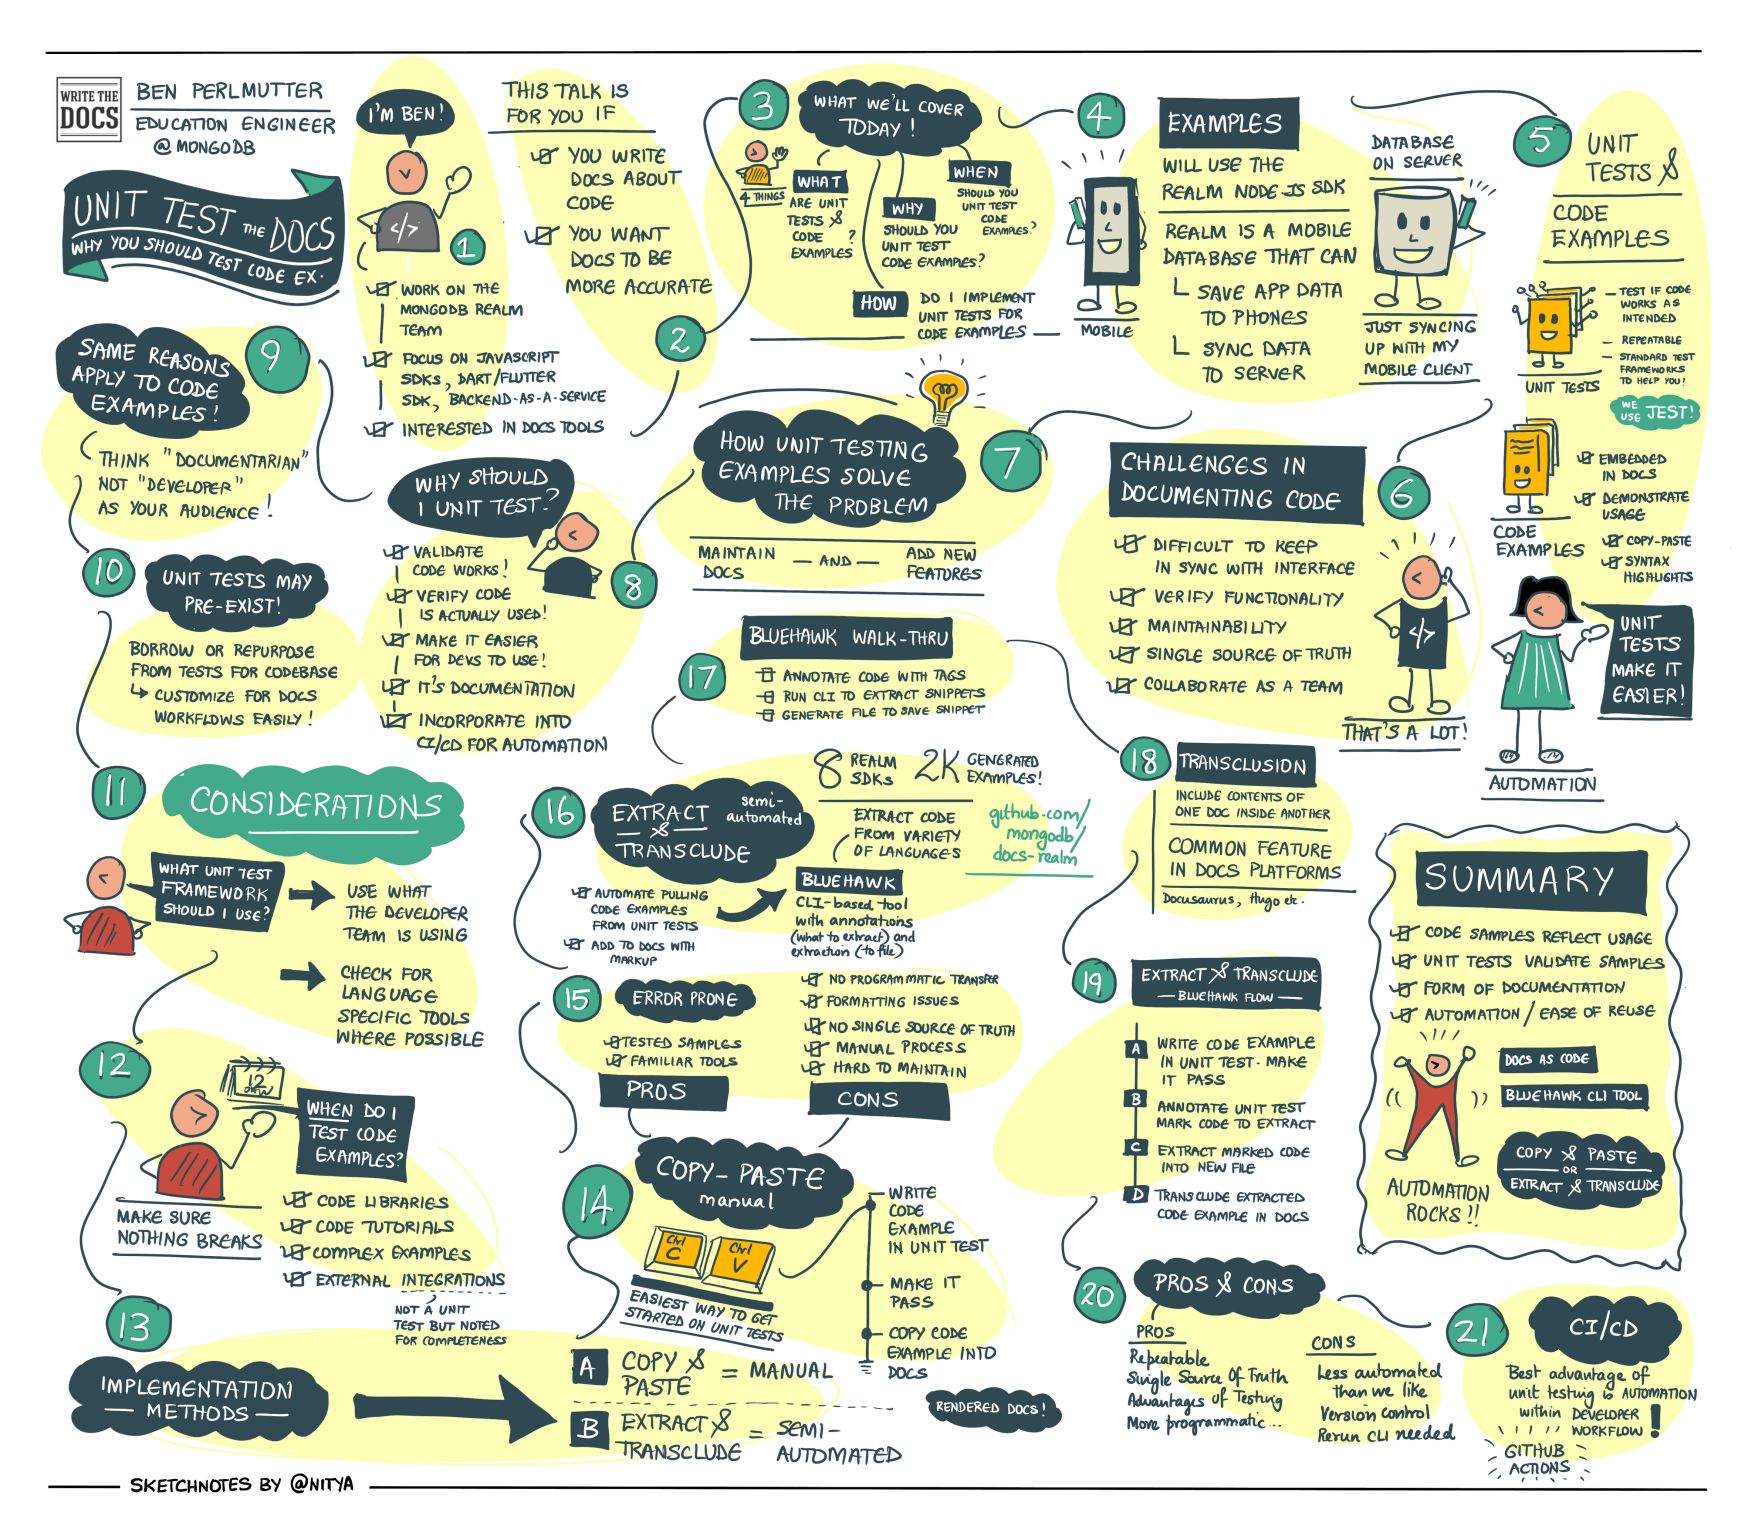 WRITE THE
DOCS
BEN PERLMUTTER
EDUCATION ENGINEER
@ MONGODB
UNIT TEST THE DOCS
WHY YOU SHOULD TEST CODE EX.
I'M BEN!
</>
1
WORK ON THE
MONGODB REALM
TEAM
FOCUS ON JAVASCRIPT
SDKS, DART/FLUTTER
SDK, BACKEND-AS-A-SERVICE
INTERESTED IN DOCS TOOLS
THIS TALK IS
FOR YOU IF
YOU WRITE
DOCS ABOUT
CODE
YOU WANT
DOCS TO BE
MORE ACCURATE
2
3
WHAT WE'LL COVER
TODAY!
4 THINGS
WHAT
ARE UNIT
TESTS &
CODE ?
EXAMPLES
WHY
SHOULD YOU
UNIT TEST
CODE EXAMPLES?
WHEN
SHOULD YOU
UNIT TEST
CODE
EXAMPLES?
HOW
DO I IMPLEMENT
UNIT TESTS FOR
CODE EXAMPLES
4
MOBILE
EXAMPLES
WILL USE THE
REALM NODE.JS SDK
REALM IS A MOBILE
DATABASE THAT CAN
SAVE APP DATA
TO PHONES
SYNC DATA
TO SERVER
DATABASE
ON SERVER
JUST SYNCING
UP WITH MY
MOBILE CLIENT
5
UNIT
TESTS &
CODE
EXAMPLES
UNIT TESTS
- TEST IF CODE
WORKS AS
INTENDED
- REPEATABLE
- STANDARD TEST
FRAMEWORKS
TO HELP YOU!
WE
USE JEST!
CODE
EXAMPLES
EMBEDDED
IN DOCS
DEMONSTRATE
USAGE
COPY-PASTE
SYNTAX
HIGHLIGHTS
6
CHALLENGES IN
DOCUMENTING CODE
DIFFICULT TO KEEP
IN SYNC WITH INTERFACE
VERIFY FUNCTIONALITY
MAINTAINABILITY
SINGLE SOURCE OF TRUTH
COLLABORATE AS A TEAM
</>
THAT'S A LOT!
UNIT
TESTS
MAKE IT
EASIER!
AUTOMATION
7
HOW UNIT TESTING
EXAMPLES SOLVE
THE PROBLEM
MAINTAIN
DOCS
— AND —
ADD NEW
FEATURES
8
WHY SHOULD
I UNIT TEST?
VALIDATE
CODE WORKS!
VERIFY CODE
IS ACTUALLY USED!
MAKE IT EASIER
FOR DEVS TO USE!
IT'S DOCUMENTATION
INCORPORATE INTO
CI/CD FOR AUTOMATION
9
SAME REASONS
APPLY TO CODE
EXAMPLES!
THINK "DOCUMENTARIAN"
NOT "DEVELOPER"
AS YOUR AUDIENCE!
10
UNIT TESTS MAY
PRE-EXIST!
BORROW OR REPURPOSE
FROM TESTS FOR CODEBASE
CUSTOMIZE FOR DOCS
WORKFLOWS EASILY!
11
CONSIDERATIONS
WHAT UNIT TEST
FRAMEWORK
SHOULD I USE?
USE WHAT
THE DEVELOPER
TEAM IS USING
CHECK FOR
LANGUAGE
SPECIFIC TOOLS
WHERE POSSIBLE
12
12
WHEN DO I
TEST CODE
EXAMPLES?
MAKE SURE
NOTHING BREAKS
CODE LIBRARIES
CODE TUTORIALS
COMPLEX EXAMPLES
EXTERNAL INTEGRATIONS
NOT A UNIT
TEST BUT NOTED
FOR COMPLETENESS
13
IMPLEMENTATION
— METHODS —
A COPY &
PASTE = MANUAL
B EXTRACT &
TRANSCLUDE = SEMI-
AUTOMATED
14
COPY-PASTE
manual
Ctrl
C
Ctrl
V
EASIEST WAY TO GET
STARTED ON UNIT TESTS
WRITE
CODE
EXAMPLE
IN UNIT TEST
MAKE IT
PASS
COPY CODE
EXAMPLE INTO
DOCS
RENDERED DOCS!
15
ERROR PRONE
TESTED SAMPLES
FAMILIAR TOOLS
PROS
NO PROGRAMMATIC TRANSFER
FORMATTING ISSUES
NO SINGLE SOURCE OF TRUTH
MANUAL PROCESS
HARD TO MAINTAIN
CONS
16
EXTRACT
&
TRANSCLUDE
semi-
automated
8 REALM
SDKs
2K GENERATED
EXAMPLES!
EXTRACT CODE
FROM VARIETY
OF LANGUAGES
github.com/
mongodb/
docs-realm
AUTOMATE PULLING
CODE EXAMPLES
FROM UNIT TESTS
ADD TO DOCS WITH
MARKUP
BLUEHAWK
CLI-based tool
with annotations
(what to extract) and
extraction (to file)
17
BLUEHAWK WALK-THRU
ANNOTATE CODE WITH TAGS
RUN CLI TO EXTRACT SNIPPETS
GENERATE FILE TO SAVE SNIPPET
18
TRANSCLUSION
INCLUDE CONTENTS OF
ONE DOC INSIDE ANOTHER
COMMON FEATURE
IN DOCS PLATFORMS
Docusaurus, Hugo etc.
19
EXTRACT & TRANSCLUDE
— BLUEHAWK FLOW —
A WRITE CODE EXAMPLE
IN UNIT TEST - MAKE
IT PASS
B ANNOTATE UNIT TEST
MARK CODE TO EXTRACT
C EXTRACT MARKED CODE
INTO NEW FILE
D TRANSCLUDE EXTRACTED
CODE EXAMPLE IN DOCS
20
PROS & CONS
PROS
Repeatable
Single Source Of Truth
Advantages of Testing
More programmatic...
CONS
Less automated
than we like
Version control
Rerun CLI needed
21
CI/CD
Best advantage of
unit testing is AUTOMATION
within DEVELOPER
WORKFLOW!
GITHUB
ACTIONS
SUMMARY
CODE SAMPLES REFLECT USAGE
UNIT TESTS VALIDATE SAMPLES
FORM OF DOCUMENTATION
AUTOMATION / EASE OF REUSE
AUTOMATION
ROCKS!!
DOCS AS CODE
BLUEHAWK CLI TOOL
COPY & PASTE
OR
EXTRACT & TRANSCLUDE
SKETCHNOTES BY @NITYA